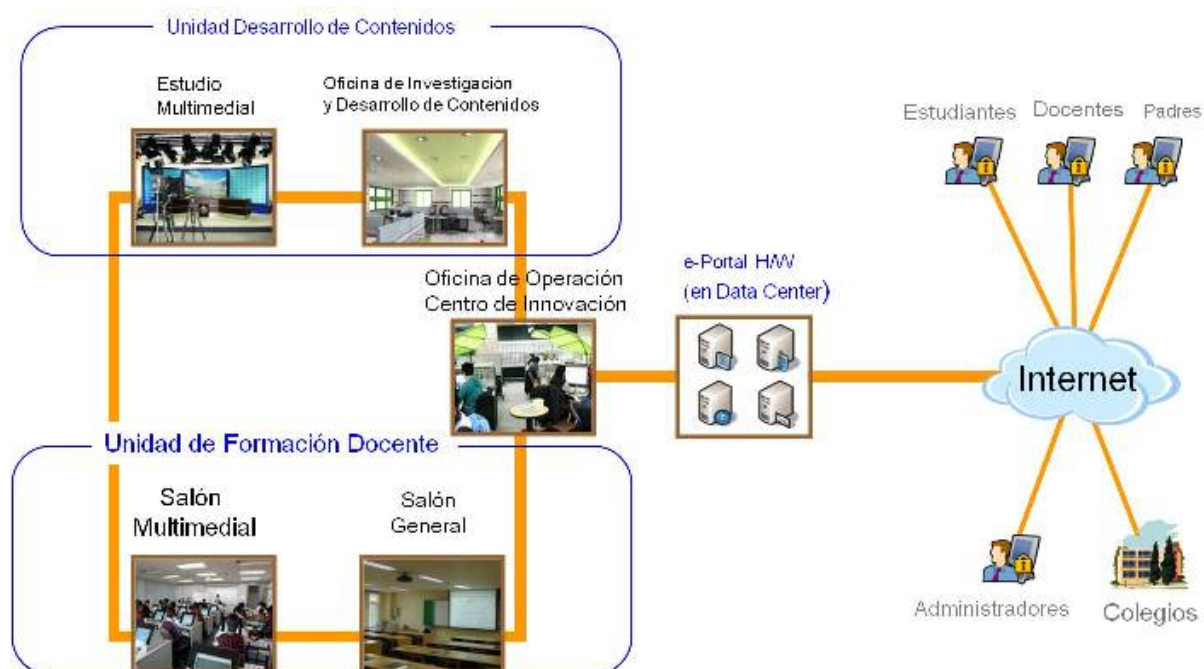 Unidad Desarrollo de Contenidos
Estudio
Multimedial
Oficina de Investigación
y Desarrollo de Contenidos
Estudiantes
Docentes
Padres
Oficina de Operación
Centro de Innovación
e-Portal H/W
(en Data Center)
Internet
Unidad de Formación Docente
Salón
Multimedial
Salón
General
Administradores
Colegios